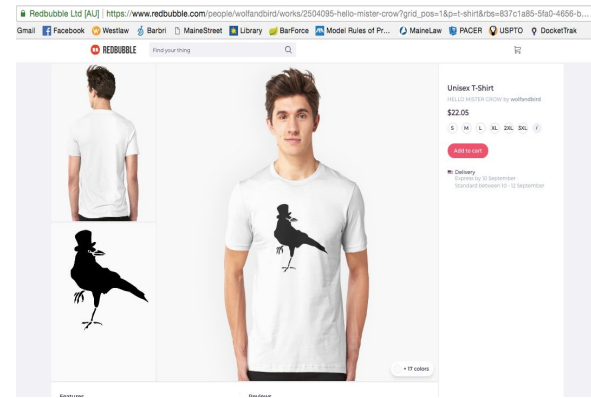 Redbubble Ltd [AU] | https://www.redbubble.com/people/wolfandbird/works/2504095-hello-mister-crow?grid_pos=1&p=t-shirt&rbs=837c1a85-5fa0-4656-b...
Gmail Facebook Westlaw Barbri MaineStreet Library BarForce Model Rules of Pr... MaineLaw PACER USPTO DocketTrak
REDBUBBLE Find your thing
Unisex T-Shirt
HELLO MISTER CROW by wolfandbird
$22.05
S M L XL 2XL 3XL i
Add to cart
Delivery
Express by 10 September
Standard between 10 - 12 September
+ 17 colors
Features Reviews